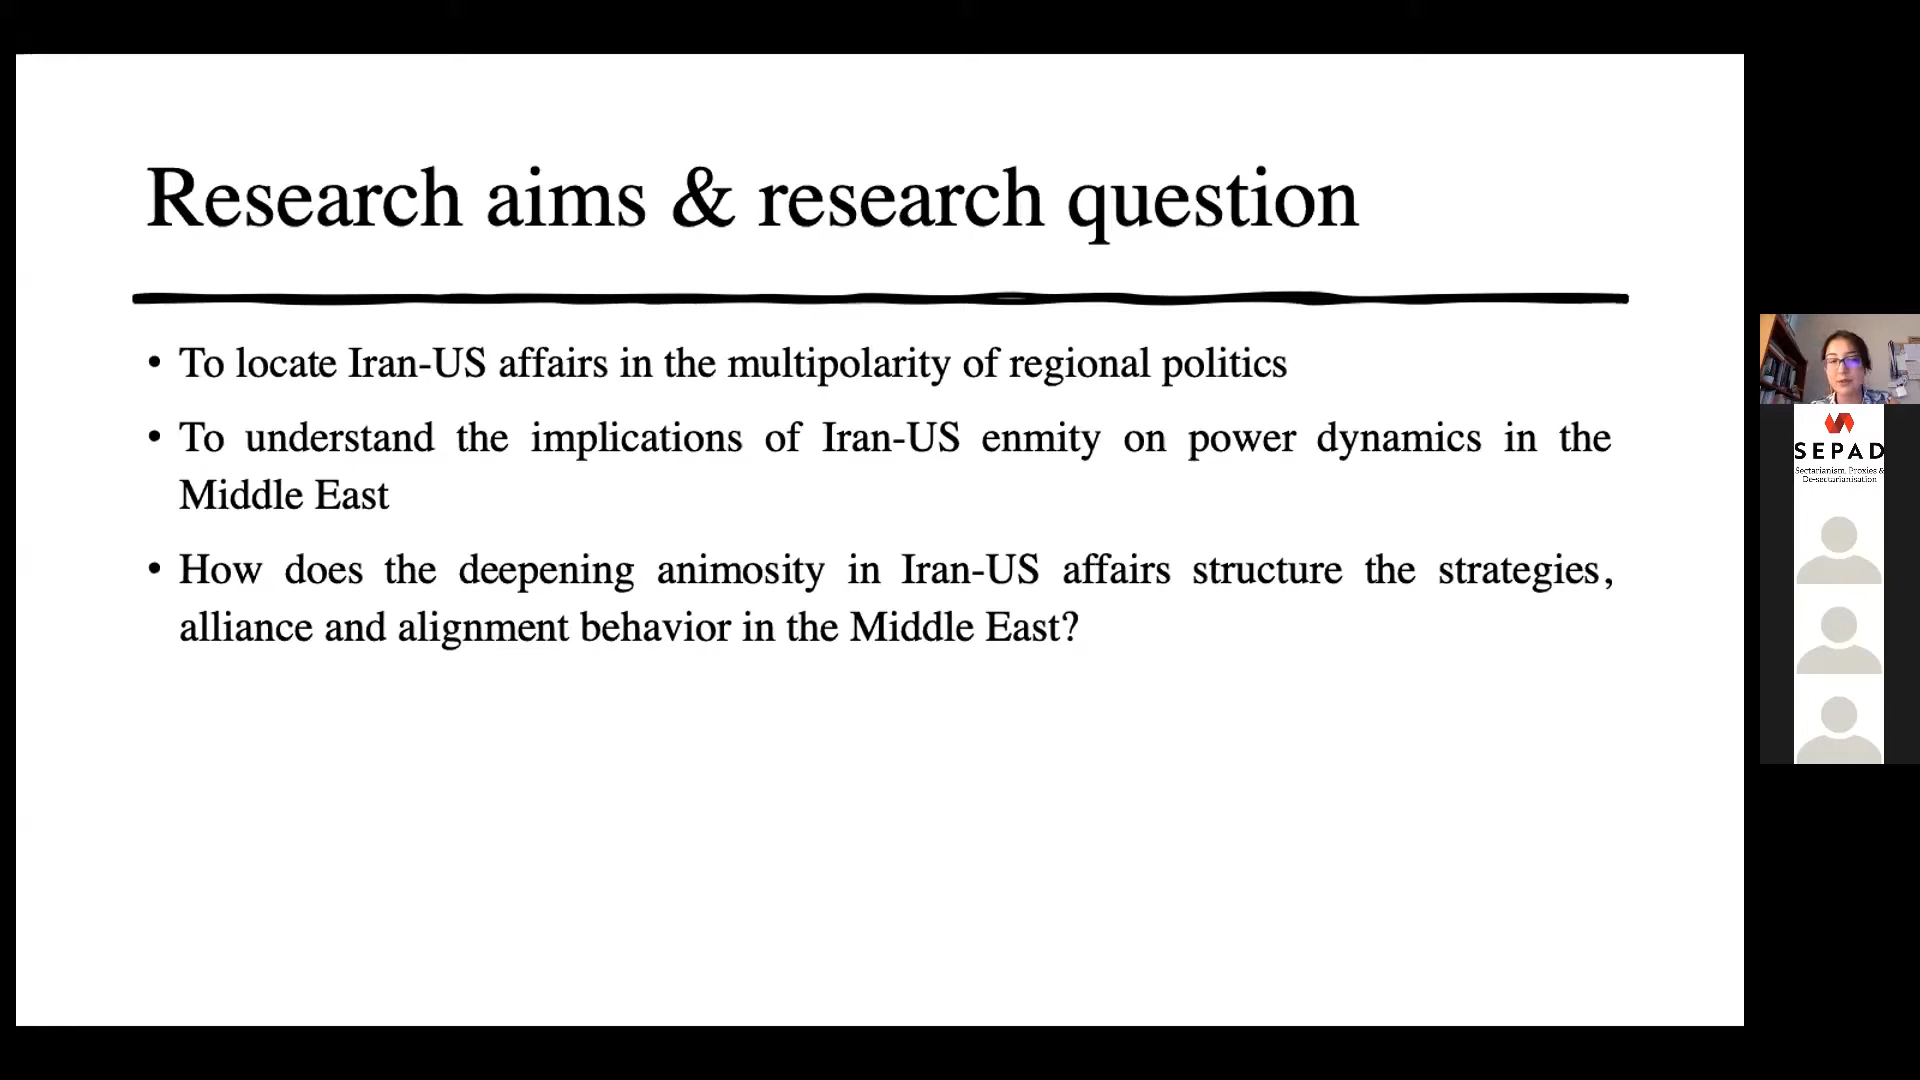 Research aims & research question
• To locate Iran-US affairs in the multipolarity of regional politics
• To understand the implications of Iran-US enmity on power dynamics in the
Middle East
• How does the deepening animosity in Iran-US affairs structure the strategies,
alliance and alignment behavior in the Middle East?
SEPAD
Sectarianism, Proxies &
De-sectarianisation